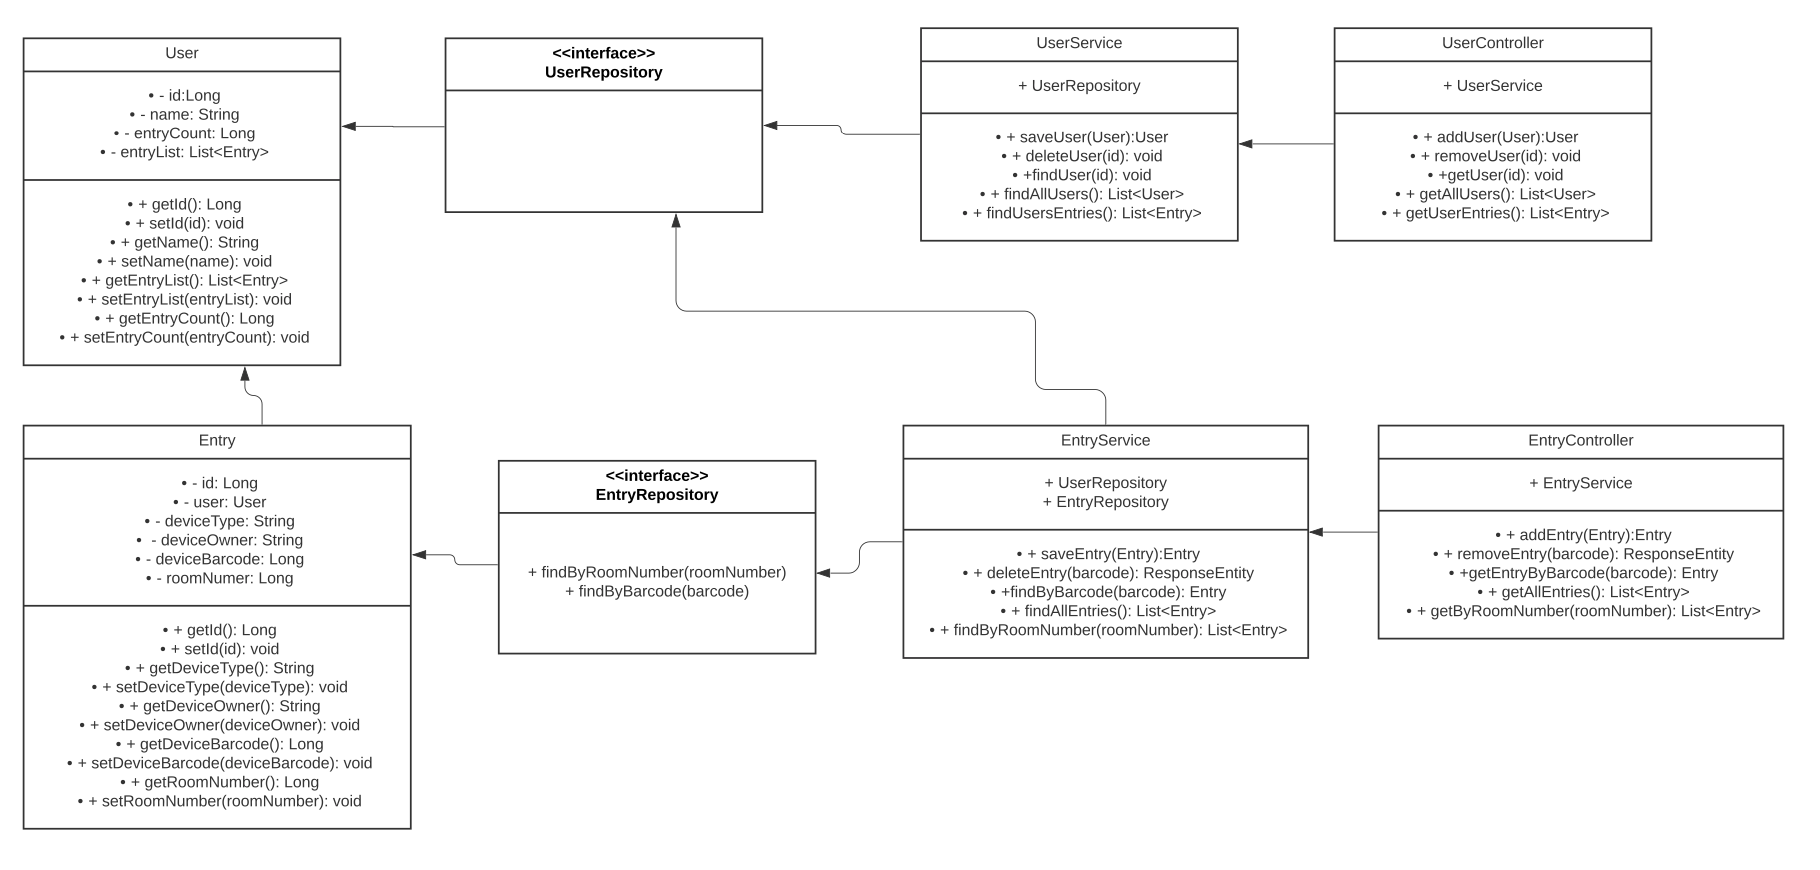 User
• - id:Long
• - name: String
• - entryCount: Long
• - entryList: List<Entry>
• + getId(): Long
• + setId(id): void
• + getName(): String
• + setName(name): void
• + getEntryList(): List<Entry>
• + setEntryList(entryList): void
• + getEntryCount(): Long
• + setEntryCount(entryCount): void
<<interface>>
UserRepository
UserService
+ UserRepository
• + saveUser(User):User
• + deleteUser(id): void
• +findUser(id): void
• + findAllUsers(): List<User>
• + findUsersEntries(): List<Entry>
UserController
+ UserService
• + addUser(User):User
• + removeUser(id): void
• +getUser(id): void
• + getAllUsers(): List<User>
• + getUserEntries(): List<Entry>
Entry
• - id: Long
• - user: User
• - deviceType: String
• - deviceOwner: String
• - deviceBarcode: Long
• - roomNumer: Long
• + getId(): Long
• + setId(id): void
• + getDeviceType(): String
• + setDeviceType(deviceType): void
• + getDeviceOwner(): String
• + setDeviceOwner(deviceOwner): void
• + getDeviceBarcode(): Long
• + setDeviceBarcode(deviceBarcode): void
• + getRoomNumber(): Long
• + setRoomNumber(roomNumber): void
<<interface>>
EntryRepository
+ findByRoomNumber(roomNumber)
+ findByBarcode(barcode)
EntryService
+ UserRepository
+ EntryRepository
• + saveEntry(Entry):Entry
• + deleteEntry(barcode): ResponseEntity
• +findByBarcode(barcode): Entry
• + findAllEntries(): List<Entry>
• + findByRoomNumber(roomNumber): List<Entry>
EntryController
+ EntryService
• + addEntry(Entry):Entry
• + removeEntry(barcode): ResponseEntity
• +getEntryByBarcode(barcode): Entry
• + getAllEntries(): List<Entry>
• + getByRoomNumber(roomNumber): List<Entry>